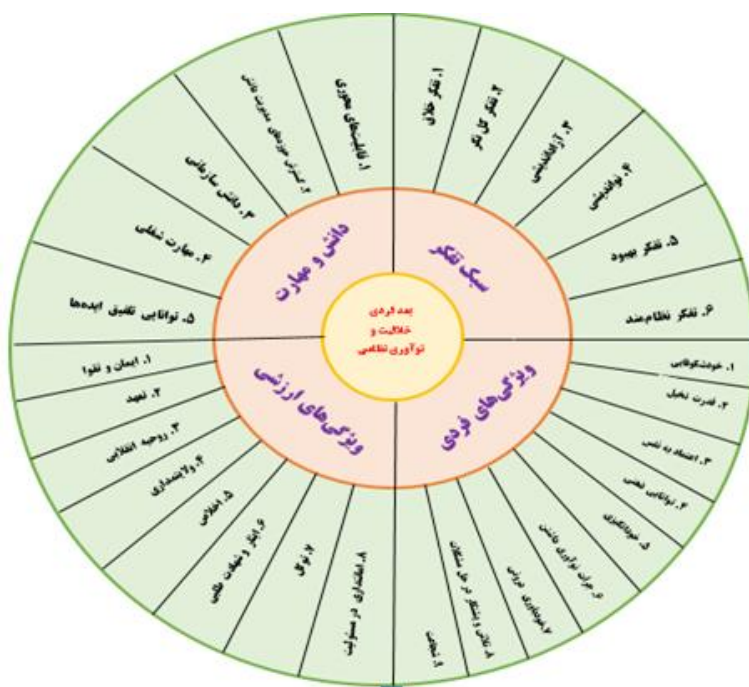 بعد فردی
خلاقیت و
نوآوری نظامی
سبک تفکر
۱. تفکر خلاق
۲. تفکر کل نگر
۳. آزاداندیشی
۴. نواندیشی
۵. تفکر بهبود
۶. تفکر نظام‌مند
ویژگی‌های فردی
۱. خودشکوفایی
۲. قدرت تخیل
۳. اعتماد به نفس
۴. توانایی ذهنی
۵. خودانگیزی
۶. جرأت نوآوری داشتن
۷. خودباوری درونی
۸. تلاش و پشتکار در حل مشکلات
۹. شجاعت
ویژگی‌های ارزشی
۱. ایمان و تقوا
۲. تعهد
۳. روحیه انقلابی
۴. ولایتمداری
۵. اخلاص
۶. ایثار و شهادت طلبی
۷. توکل
۸. امانتداری در مسئولیت
دانش و مهارت
۱. قابلیت‌های محوری
۲. گسترش حوزه‌های مدیریت دانش
۳. دانش سازمانی
۴. مهارت شغلی
۵. توانایی تلفیق ایده‌ها